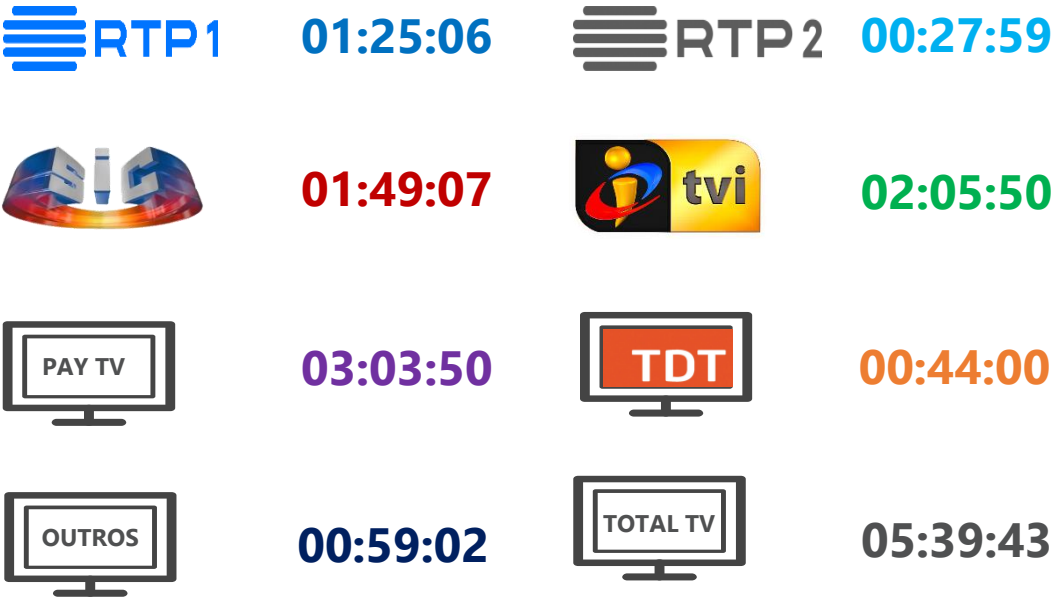 RTP1 01:25:06 RTP2 00:27:59
SIC 01:49:07 tvi 02:05:50
PAY TV 03:03:50 TDT 00:44:00
OUTROS 00:59:02 TOTAL TV 05:39:43